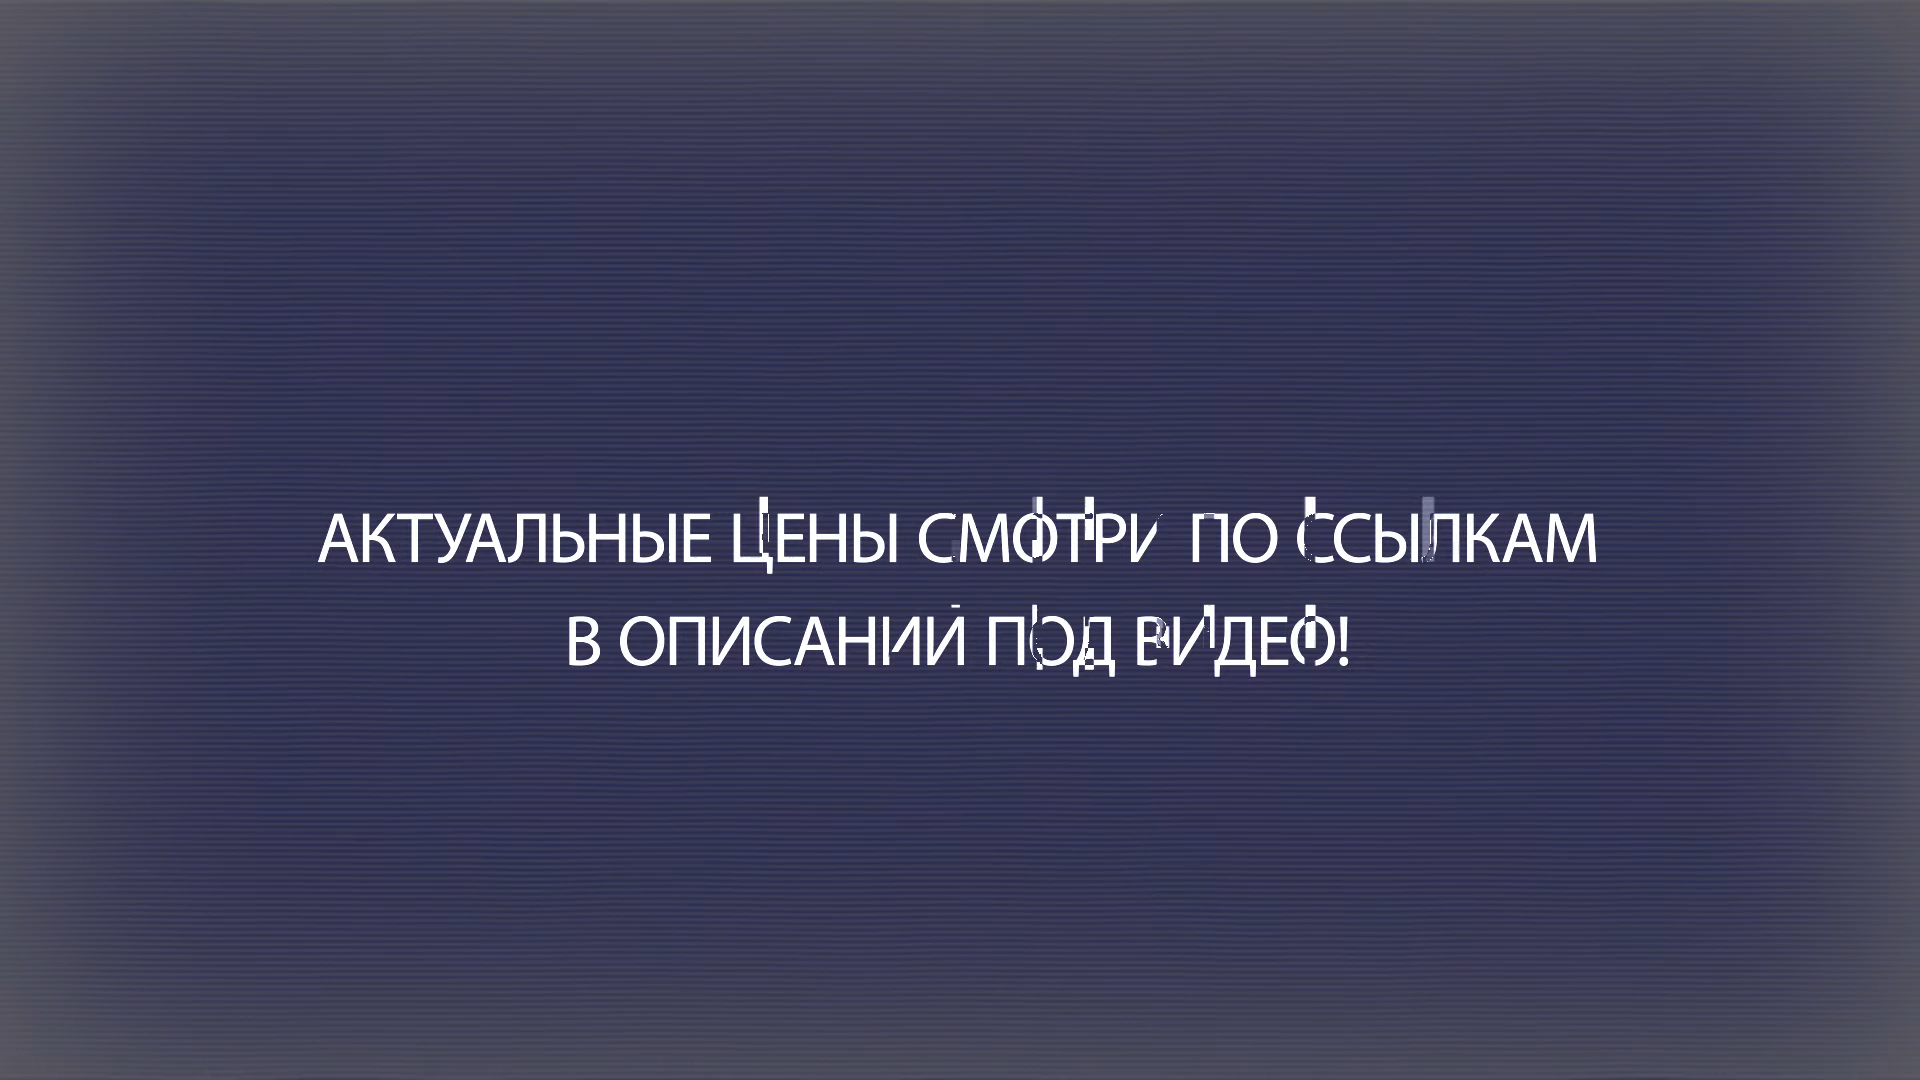 АКТУАЛЬНЫЕ ЦЕНЫ СМОТРИ ПО ССЫЛКАМ
В ОПИСАНИИ ПОД ВИДЕО!